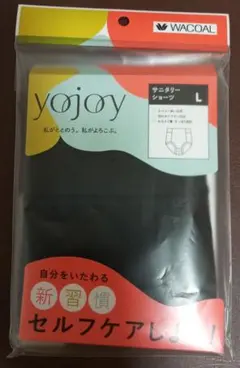 WACOAL
yojoy
私がととのう。私がよろこぶ。
サニタリー
ショーツ
L
自分をいたわる
新習慣
セルフケアしよ!